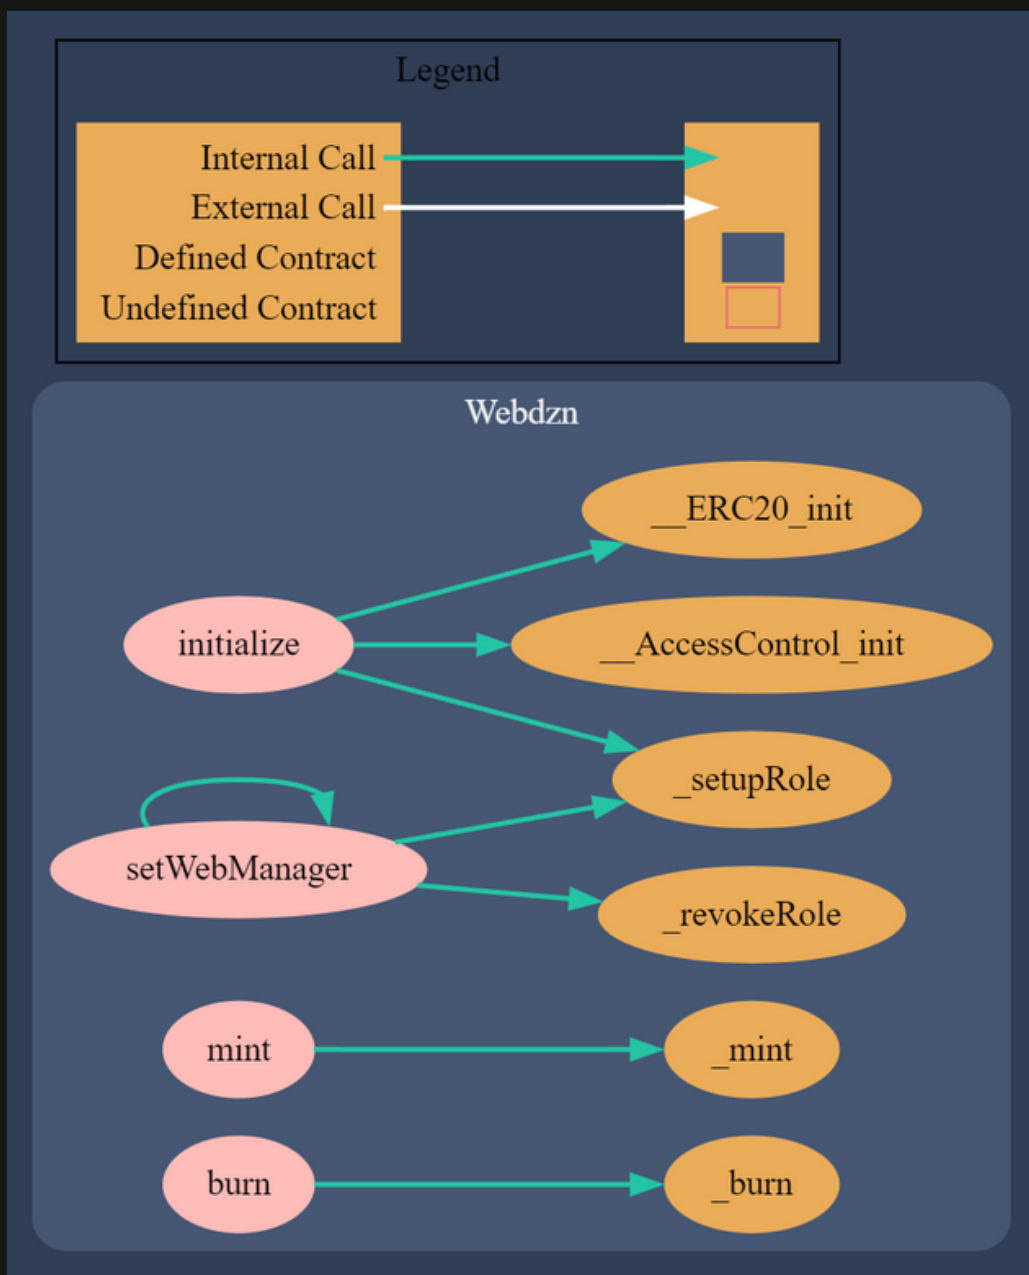 Legend
Internal Call
External Call
Defined Contract
Undefined Contract
Webdzn
__ERC20_init
initialize
__AccessControl_init
_setupRole
setWebManager
_revokeRole
mint
_mint
burn
_burn